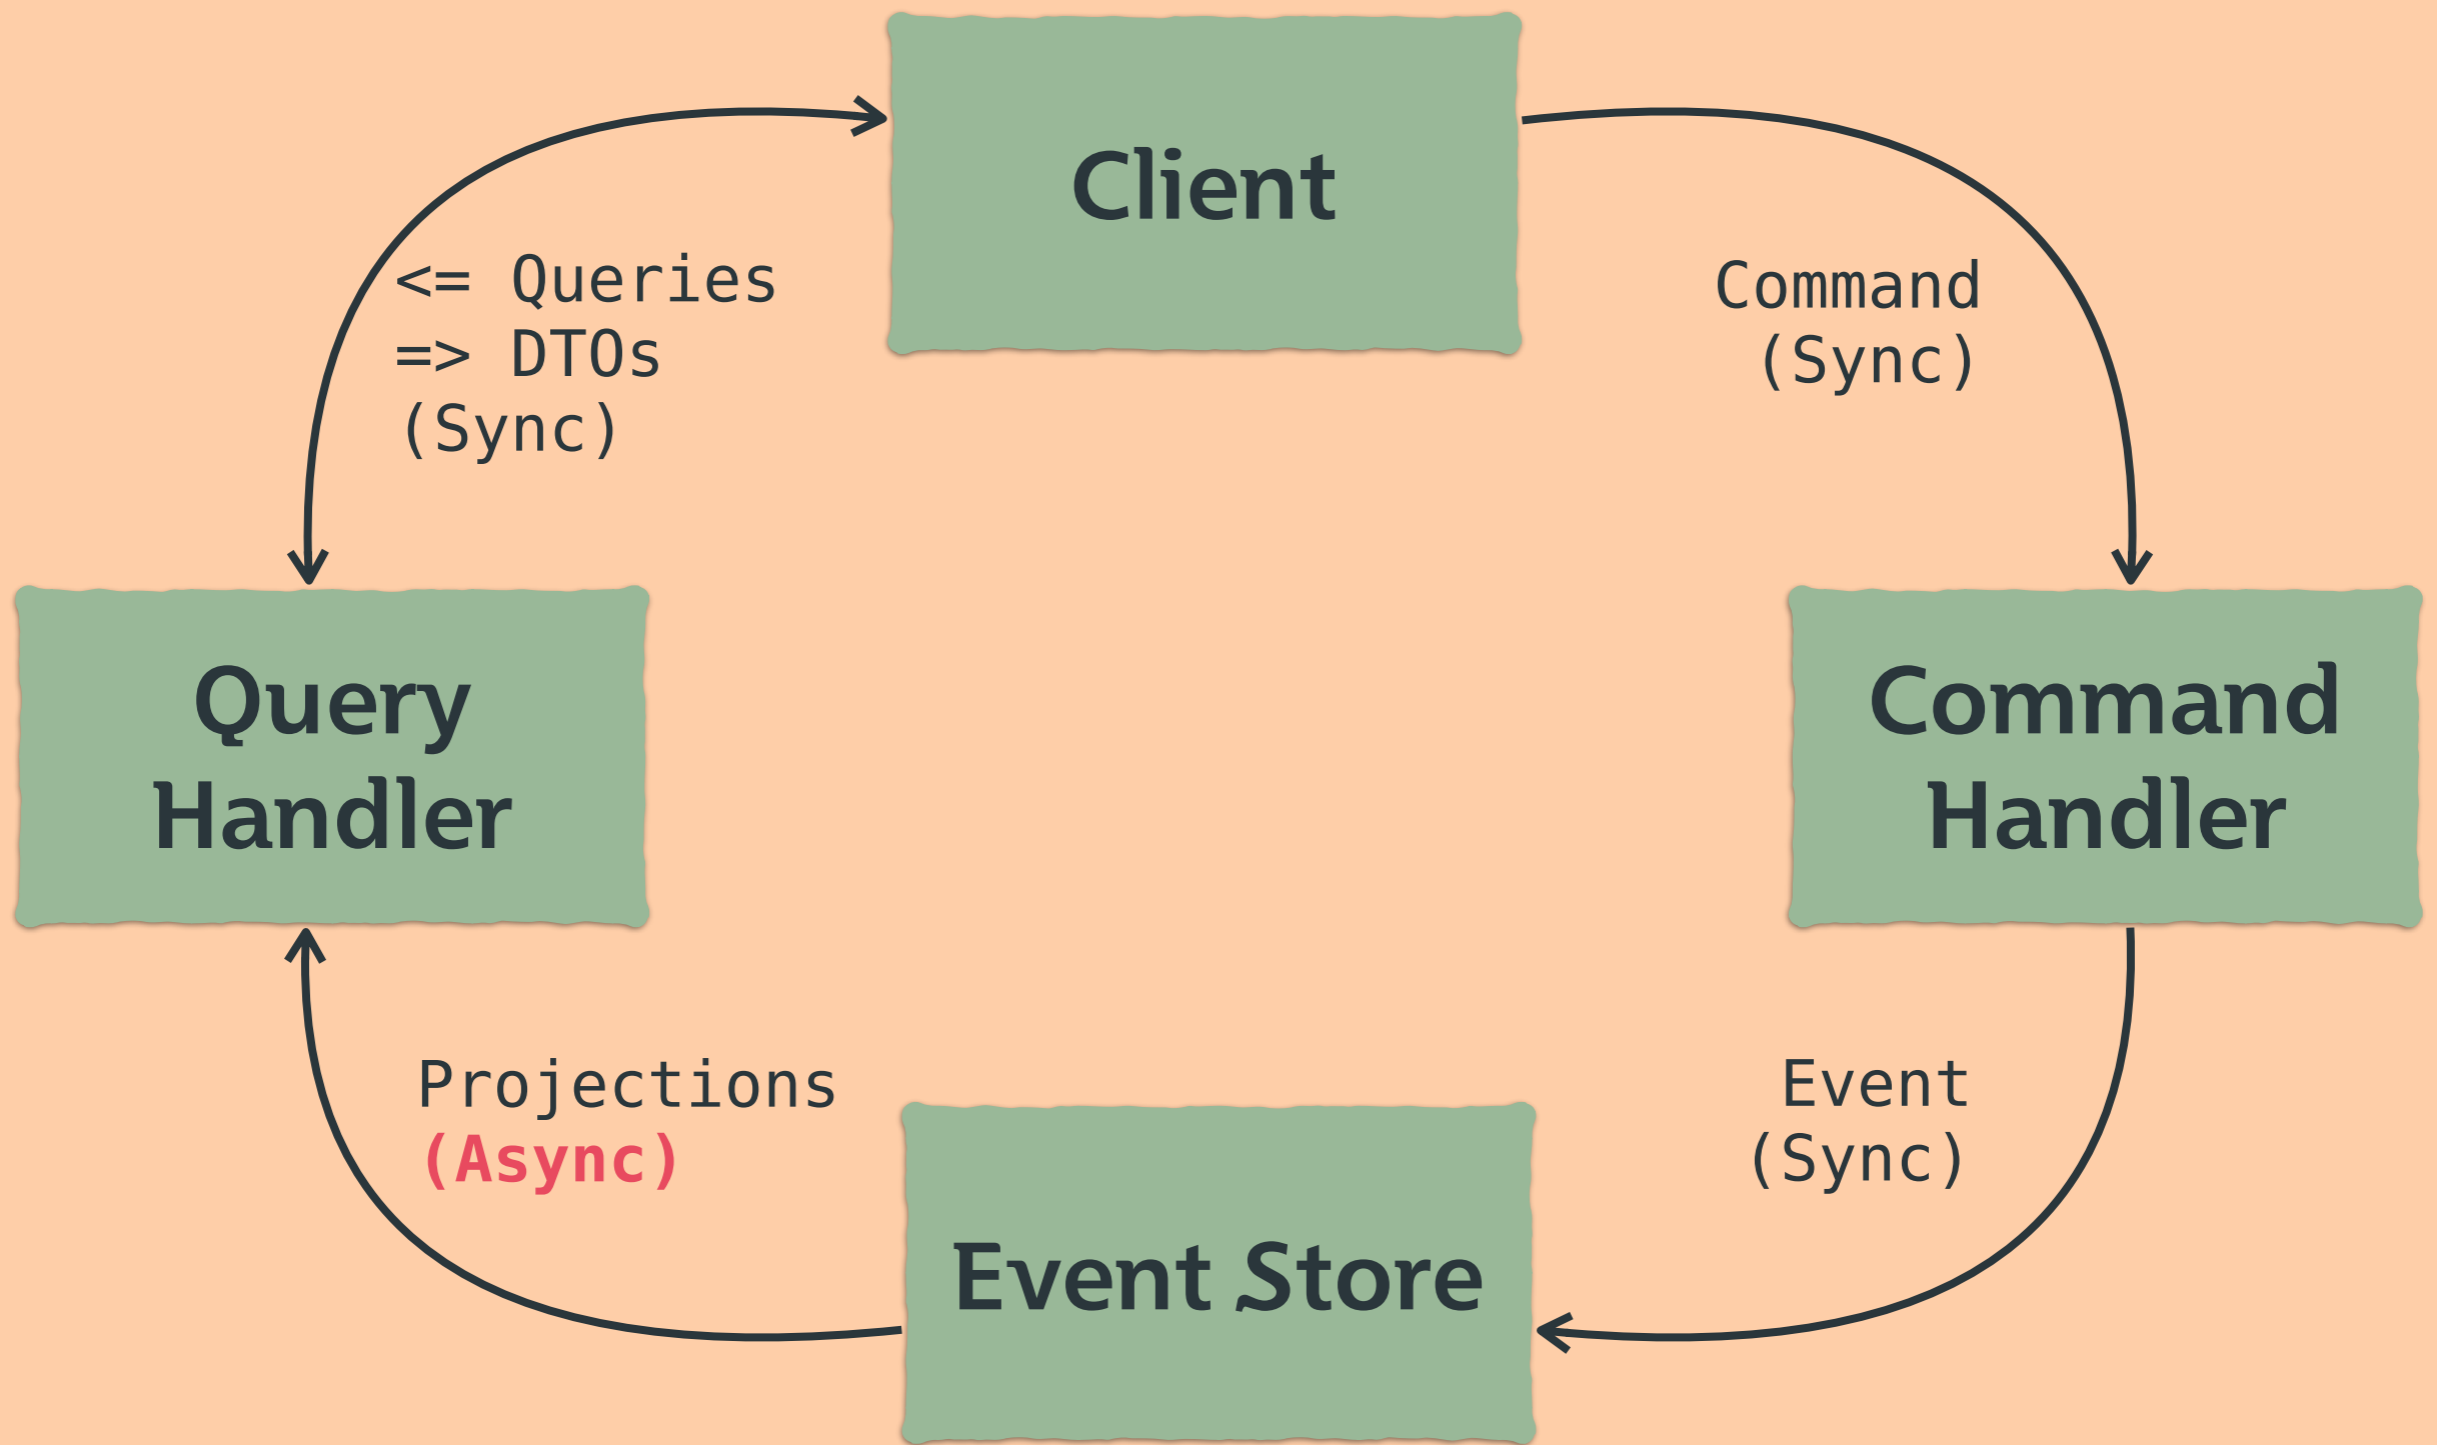 Client
<= Queries
=> DTOs
(Sync)
Command
(Sync)
Query
Handler
Command
Handler
Projections
(Async)
Event
(Sync)
Event Store